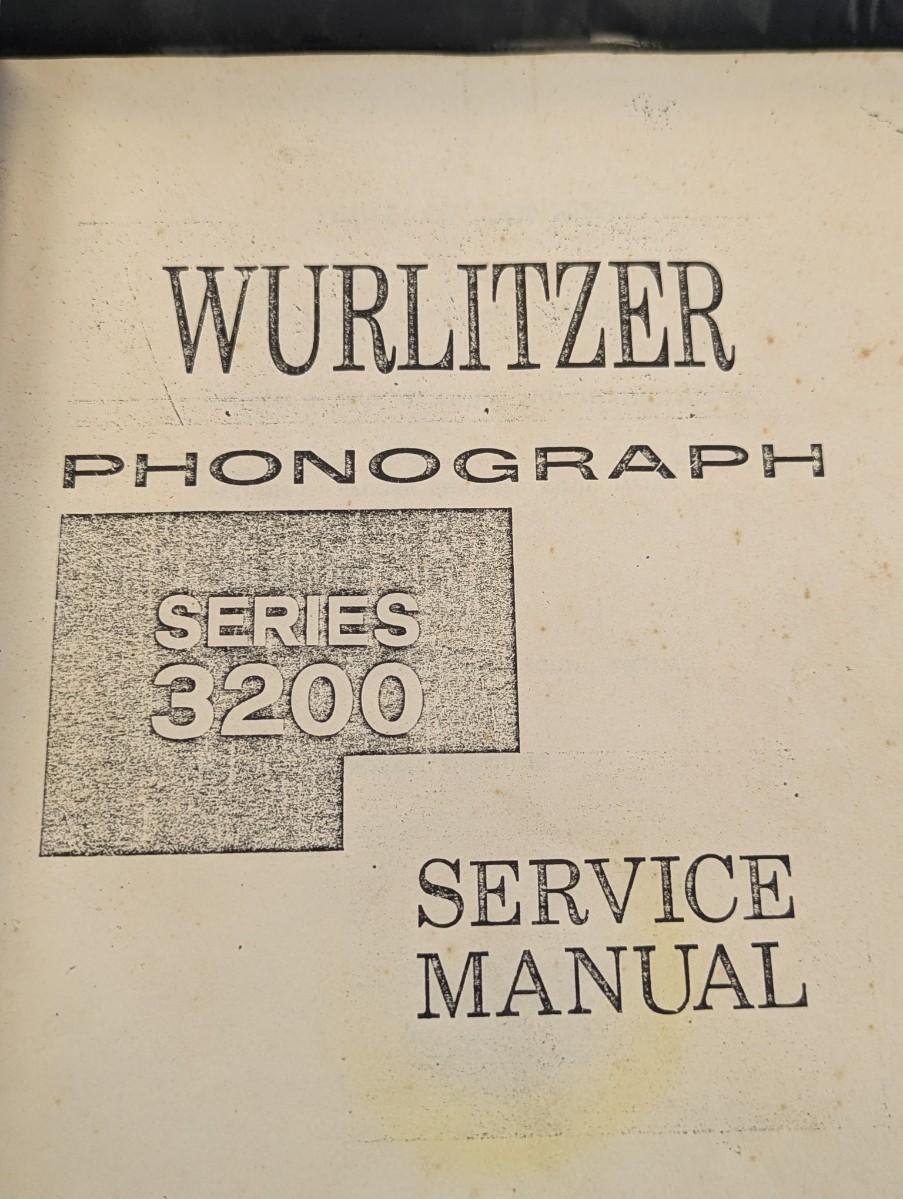 WURLITZER
PHONOGRAPH
SERIES
3200
SERVICE
MANUAL